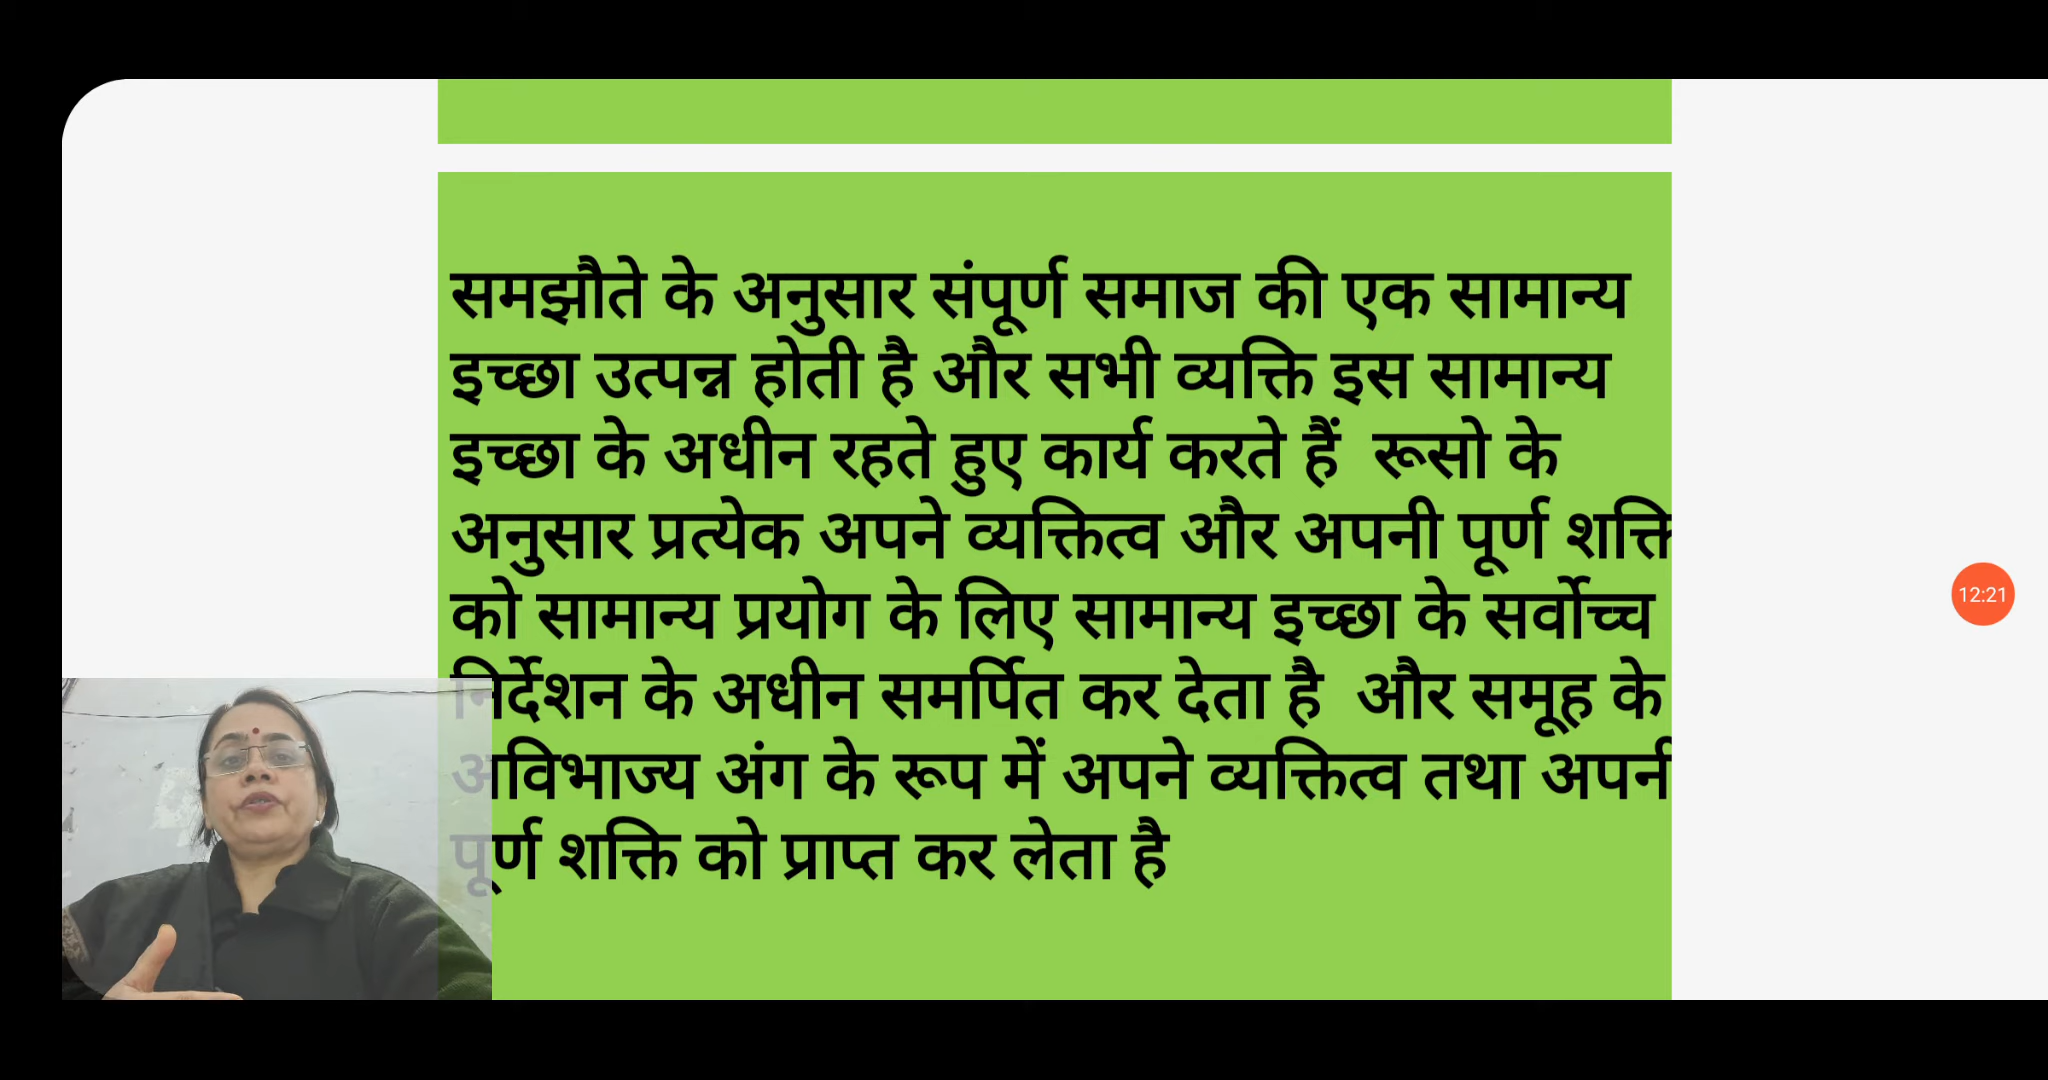 समझौते के अनुसार संपूर्ण समाज की एक सामान्य
इच्छा उत्पन्न होती है और सभी व्यक्ति इस सामान्य
इच्छा के अधीन रहते हुए कार्य करते हैं रूसो के
अनुसार प्रत्येक अपने व्यक्तित्व और अपनी पूर्ण शक्ति
को सामान्य प्रयोग के लिए सामान्य इच्छा के सर्वोच्च
निर्देशन के अधीन समर्पित कर देता है और समूह के
अविभाज्य अंग के रूप में अपने व्यक्तित्व तथा अपनी
पूर्ण शक्ति को प्राप्त कर लेता है
12:21